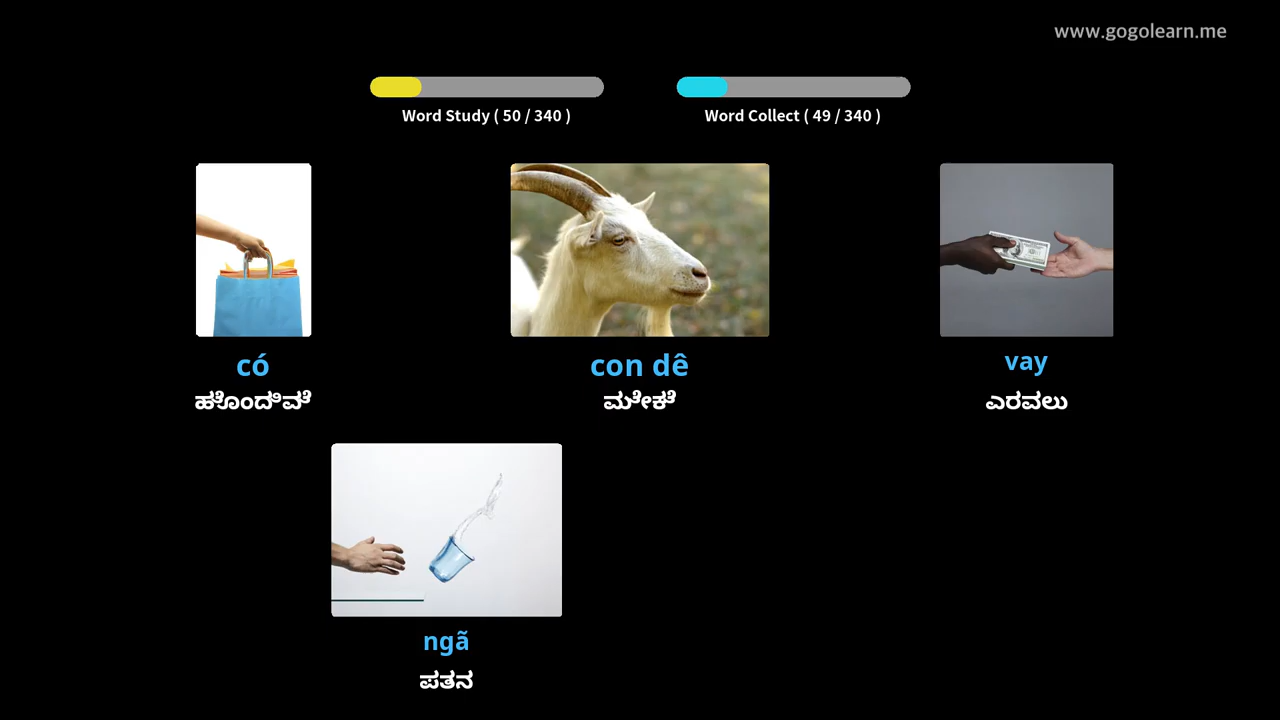 www.gogolearn.me
Word Study ( 50 / 340 )
Word Collect ( 49 / 340 )
có
con dê
vay
ಹೊಂದಿವೆ
ಮೇಕೆ
ಎರವಲು
ngã
ಪತನ